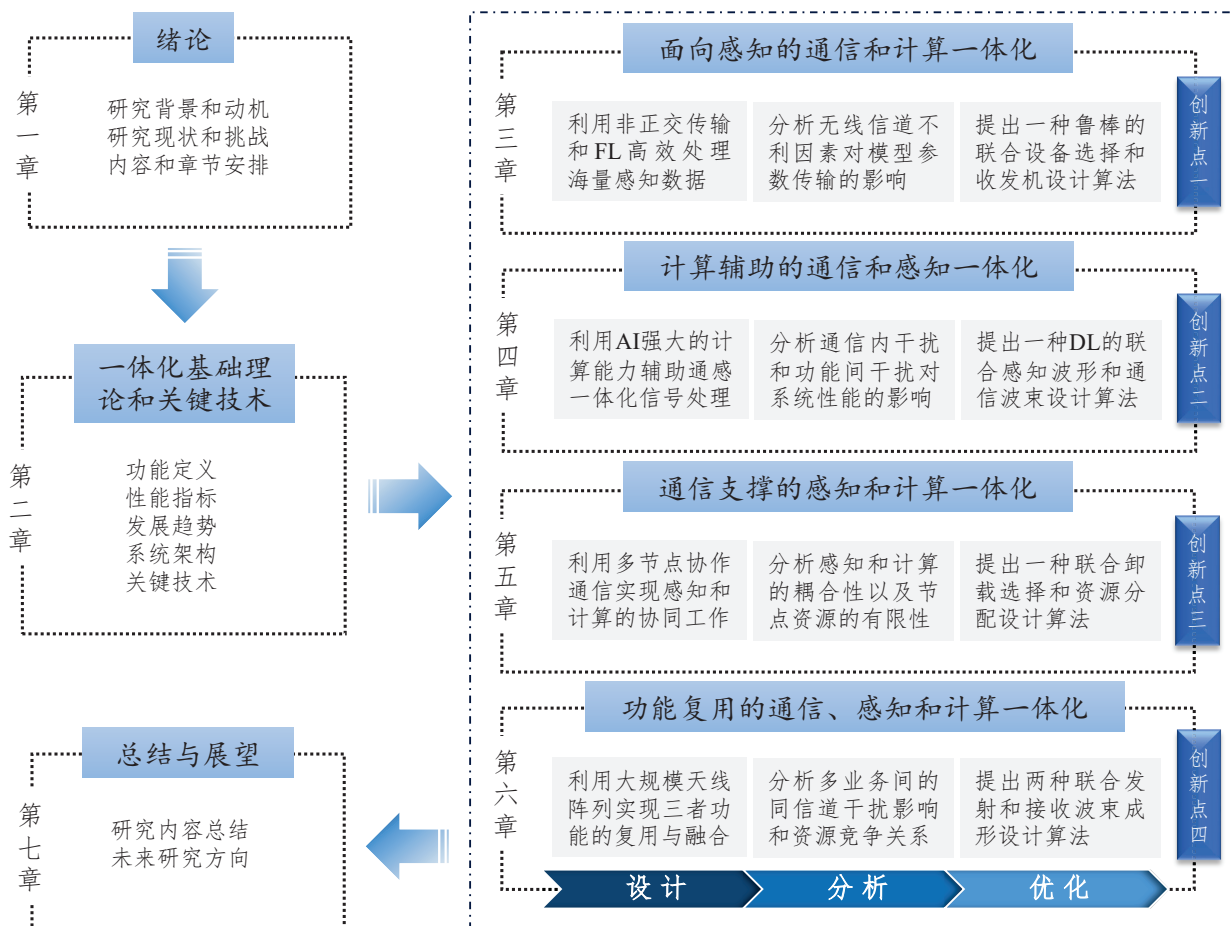 绪论
第一章
研究背景和动机
研究现状和挑战
内容和章节安排
一体化基础理
论和关键技术
第二章
功能定义
性能指标
发展趋势
系统架构
关键技术
面向感知的通信和计算一体化
第三章
利用非正交传输
和FL高效处理
海量感知数据
分析无线信道不
利因素对模型参
数传输的影响
提出一种鲁棒的
联合设备选择和
收发机设计算法
创新点一
计算辅助的通信和感知一体化
第四章
利用AI强大的计
算能力辅助通感
一体化信号处理
分析通信内干扰
和功能间干扰对
系统性能的影响
提出一种DL的联
合感知波形和通
信波束设计算法
创新点二
通信支撑的感知和计算一体化
第五章
利用多节点协作
通信实现感知和
计算的协同工作
分析感知和计算
的耦合性以及节
点资源的有限性
提出一种联合卸
载选择和资源分
配设计算法
创新点三
功能复用的通信、感知和计算一体化
第六章
利用大规模天线
阵列实现三者功
能的复用与融合
分析多业务间的
同信道干扰影响
和资源竞争关系
提出两种联合发
射和接收波束成
形设计算法
创新点四
设计
分析
优化
总结与展望
第七章
研究内容总结
未来研究方向